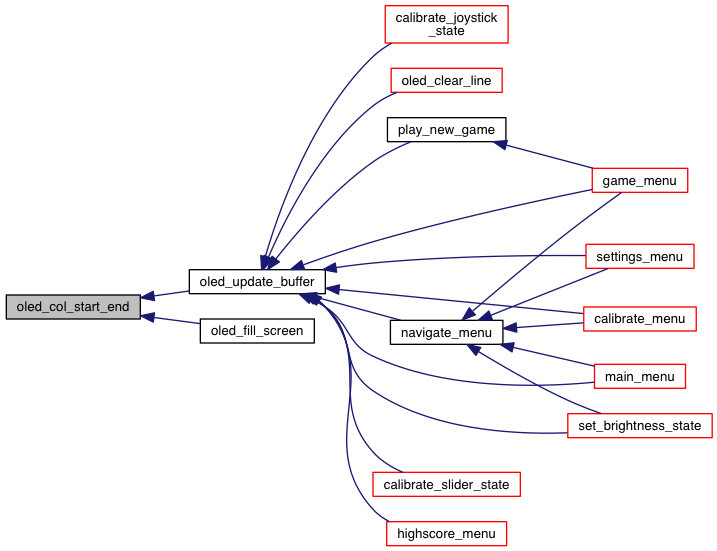 calibrate_joystick
_state
oled_clear_line
play_new_game
game_menu
settings_menu
oled_update_buffer
oled_col_start_end
calibrate_menu
oled_fill_screen
navigate_menu
main_menu
set_brightness_state
calibrate_slider_state
highscore_menu